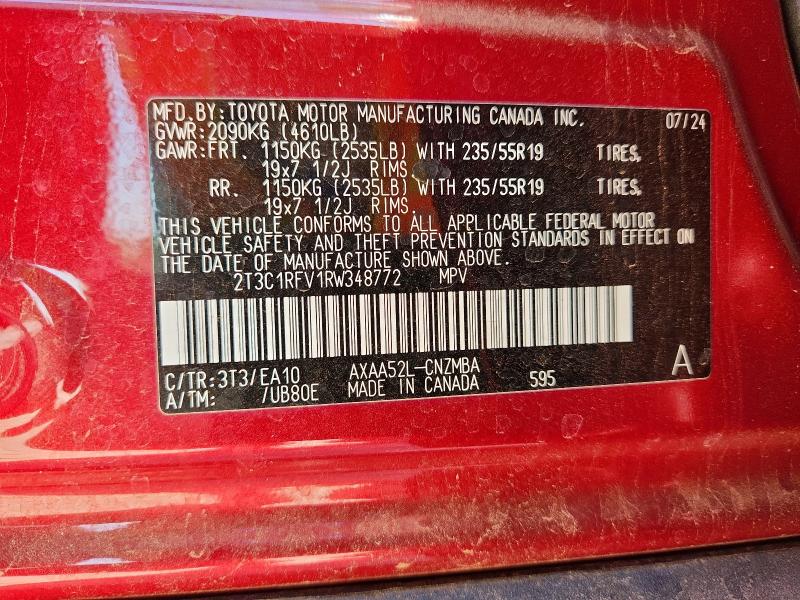 MFD.BY:TOYOTA MOTOR MANUFACTURING CANADA INC. 07/24
GVWR:2090KG (4610LB)
GAWR:FRT. 1150KG (2535LB) WITH 235/55R19 TIRES,
19x7 1/2J RIMS,
RR. 1150KG (2535LB) WITH 235/55R19 TIRES,
19x7 1/2J RIMS.
THIS VEHICLE CONFORMS TO ALL APPLICABLE FEDERAL MOTOR
VEHICLE SAFETY AND THEFT PREVENTION STANDARDS IN EFFECT ON
THE DATE OF MANUFACTURE SHOWN ABOVE.
2T3C1RFV1RW348772 MPV
C/TR:3T3/EA10 AXAA52L-CNZMBA A
A/TM: /UB80E MADE IN CANADA 595